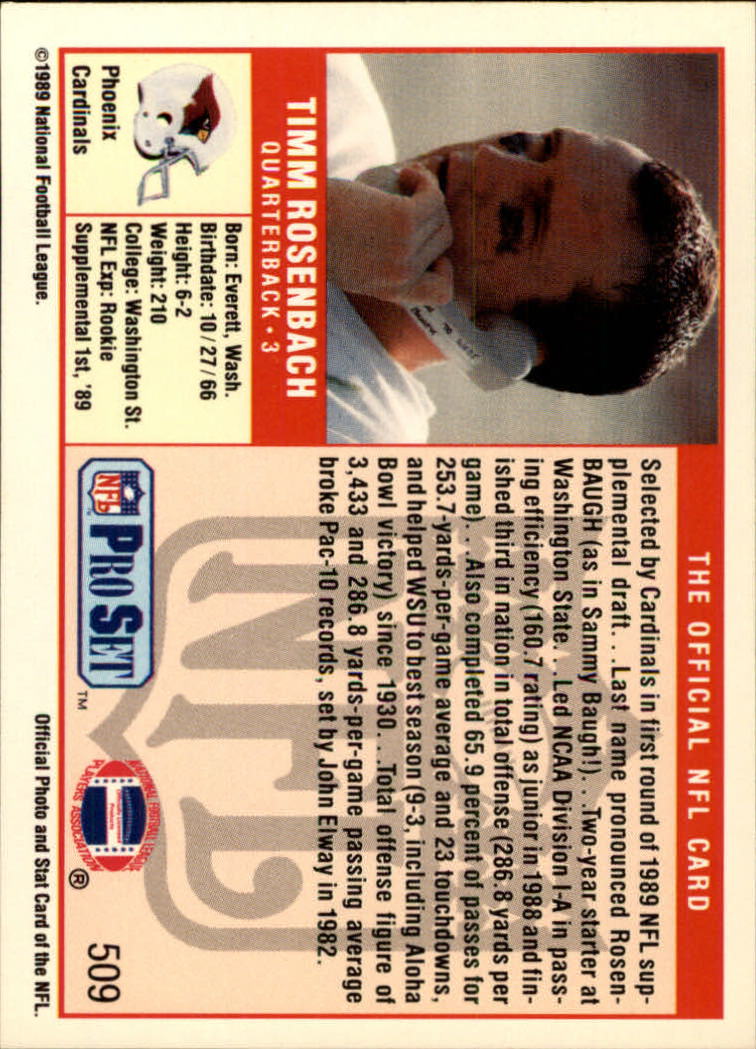 THE OFFICIAL NFL CARD
TIMM ROSENBACH
QUARTERBACK • 3
Phoenix
Cardinals
Born: Everett, Wash.
Birthdate: 10/27/66
Height: 6-2
Weight: 210
College: Washington St.
NFL Exp: Rookie
Supplemental 1st, '89
Selected by Cardinals in first round of 1989 NFL sup-
plemental draft. . .Last name pronounced Rosen-
BAUGH (as in Sammy Baugh!). . .Two-year starter at
Washington State. . .Led NCAA Division I-A in pass-
ing efficiency (160.7 rating) as junior in 1988 and fin-
ished third in nation in total offense (286.8 yards per
game). . .Also completed 65.9 percent of passes for
253.7-yards-per-game average and 23 touchdowns,
and helped WSU to best season (9-3, including Aloha
Bowl victory) since 1930. . .Total offense figure of
3,433 and 286.8 yards-per-game passing average
broke Pac-10 records, set by John Elway in 1982.
NFL
NFL
PRO SET
TM
NATIONAL FOOTBALL LEAGUE
PLAYERS ASSOCIATION
®
509
©1989 National Football League.
Official Photo and Stat Card of the NFL.